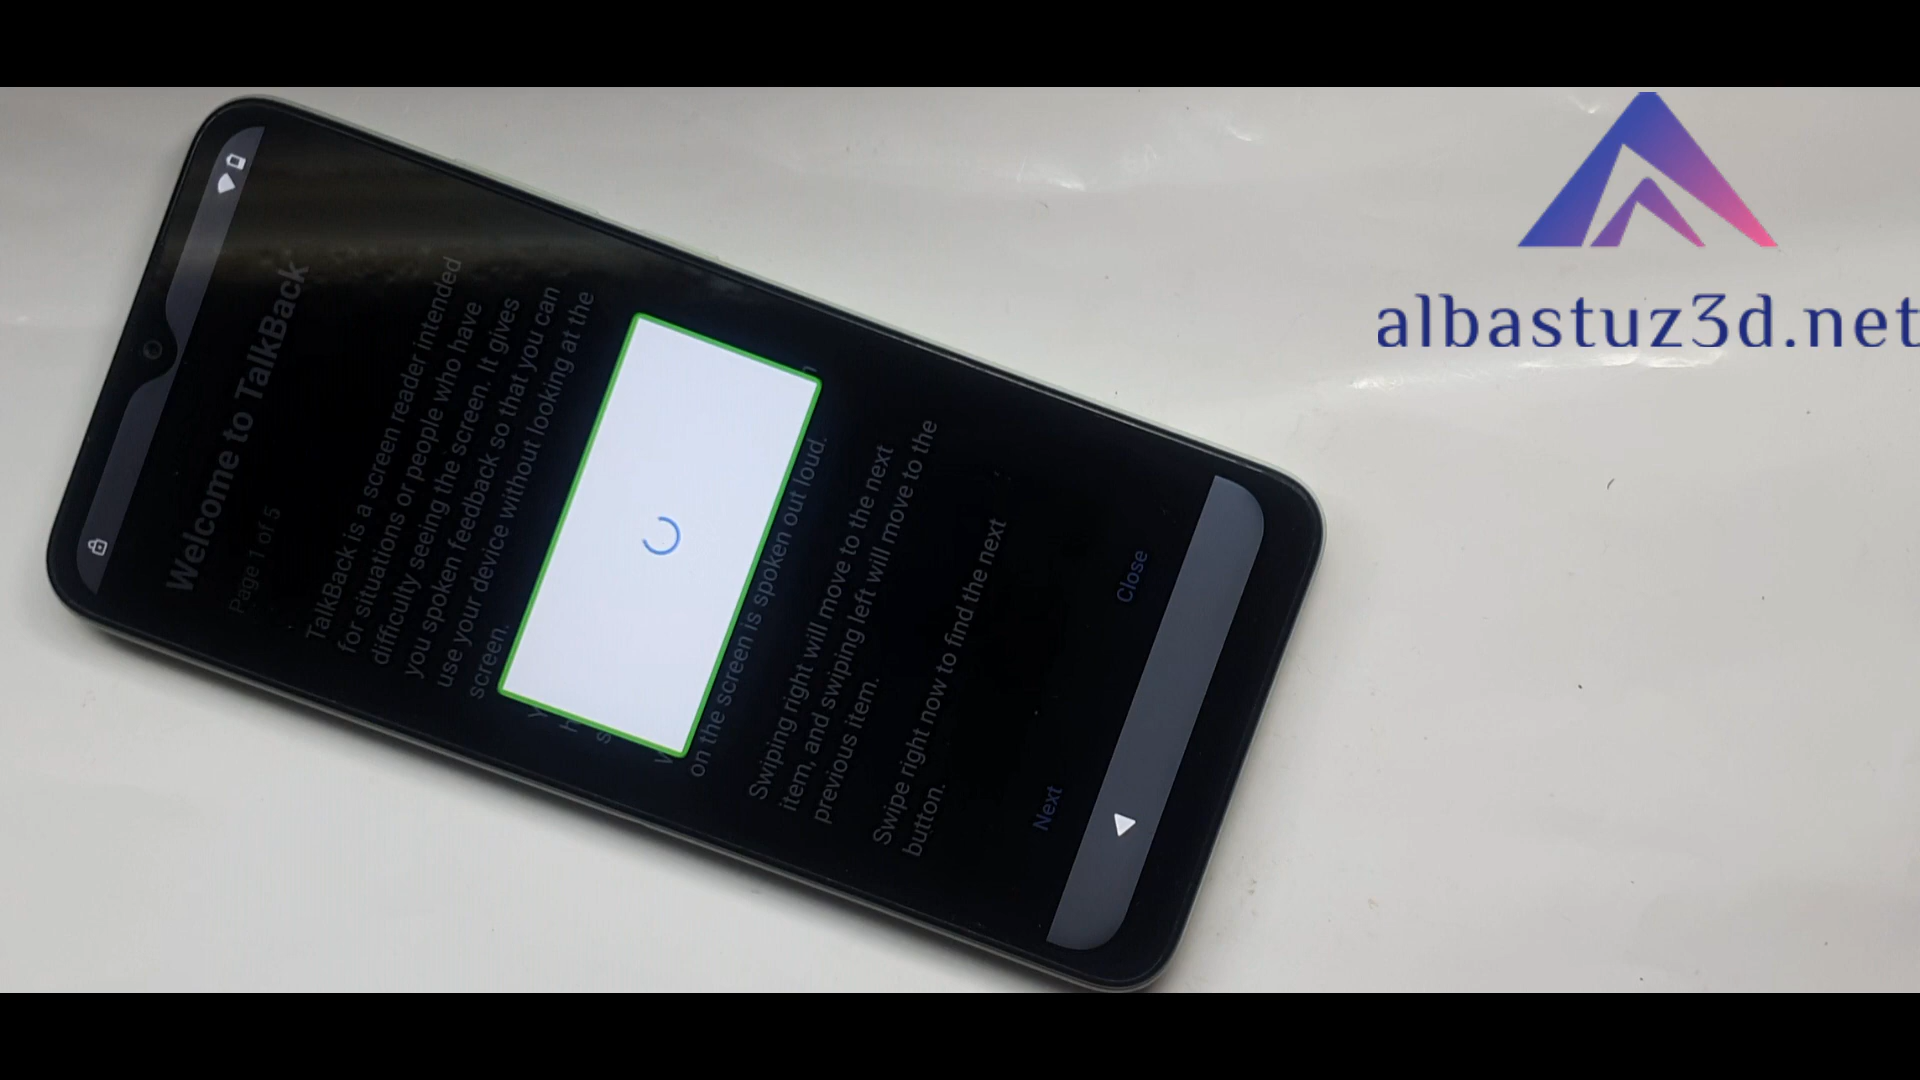 albastuz3d.net
Welcome to TalkBack
Page 1 of 5
TalkBack is a screen reader intended
for situations or people who have
difficulty seeing the screen. It gives
you spoken feedback so that you can
use your device without looking at the
screen.
on the screen is spoken out loud.
Swiping right will move to the next
item, and swiping left will move to the
previous item.
Swipe right now to find the next
button.
Next
Close